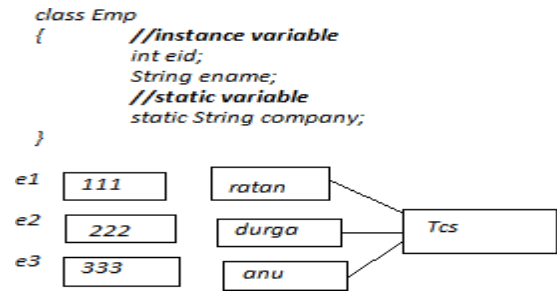 class Emp
{ //instance variable
int eid;
String ename;
//static variable
static String company;
}
e1 111 ratan
e2 222 durga Tcs
e3 333 anu